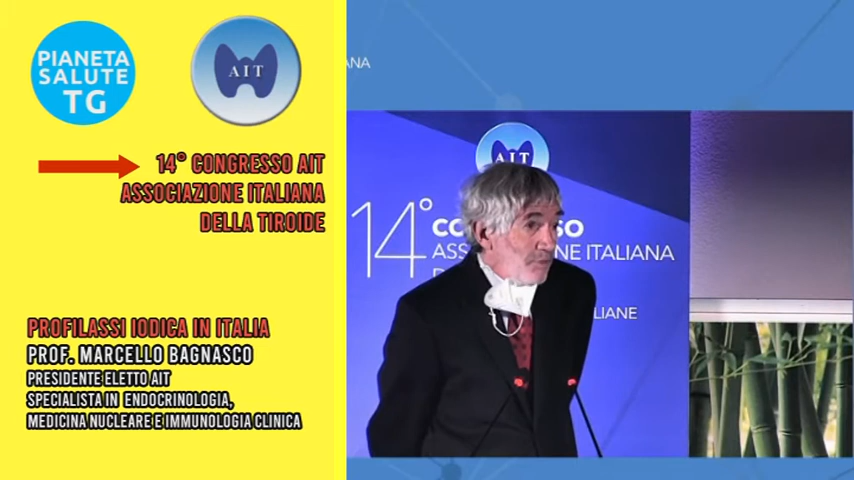 PIANETA
SALUTE
TG
AIT
14° CONGRESSO AIT
ASSOCIAZIONE ITALIANA
DELLA TIROIDE
PROFILASSI IODICA IN ITALIA
PROF. MARCELLO BAGNASCO
PRESIDENTE ELETTO AIT
SPECIALISTA IN ENDOCRINOLOGIA,
MEDICINA NUCLEARE E IMMUNOLOGIA CLINICA
AIT
14°
ITALIANA